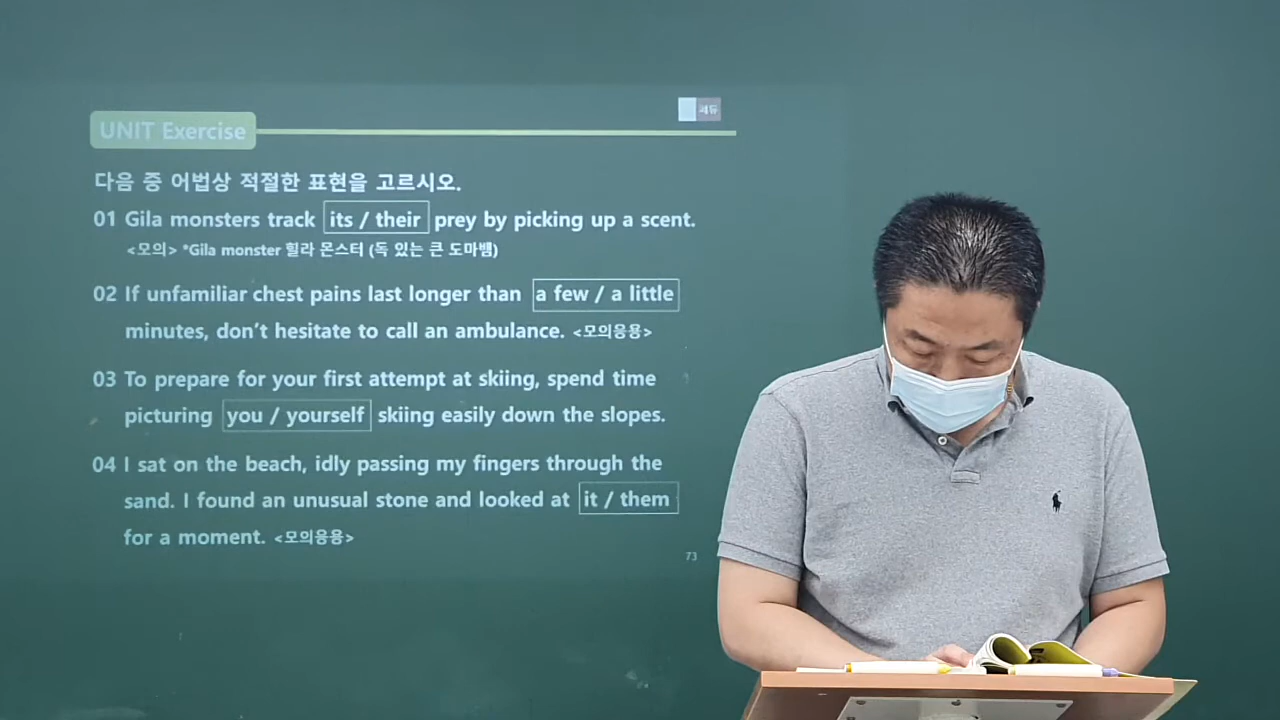 쎄듀
UNIT Exercise
다음 중 어법상 적절한 표현을 고르시오.
01 Gila monsters track its / their prey by picking up a scent.
<모의> *Gila monster 힐라 몬스터 (독 있는 큰 도마뱀)
02 If unfamiliar chest pains last longer than a few / a little
minutes, don't hesitate to call an ambulance. <모의응용>
03 To prepare for your first attempt at skiing, spend time
picturing you / yourself skiing easily down the slopes.
04 I sat on the beach, idly passing my fingers through the
sand. I found an unusual stone and looked at it / them
for a moment. <모의응용>
73